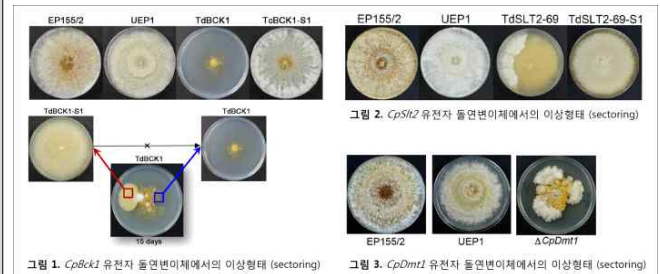 EP155/2 UEP1 TdBCK1 TcBCK1-S1
TdBCK1-S1 TdBCK1
TdBCK1
15 days
그림 1. CpBck1 유전자 돌연변이체에서의 이상형태 (sectoring)
EP155/2 UEP1 TdSLT2-69 TdSLT2-69-S1
그림 2. CpSlt2 유전자 돌연변이체에서의 이상형태 (sectoring)
EP155/2 UEP1 ΔCpDmt1
그림 3. CpDmt1 유전자 돌연변이체에서의 이상형태 (sectoring)